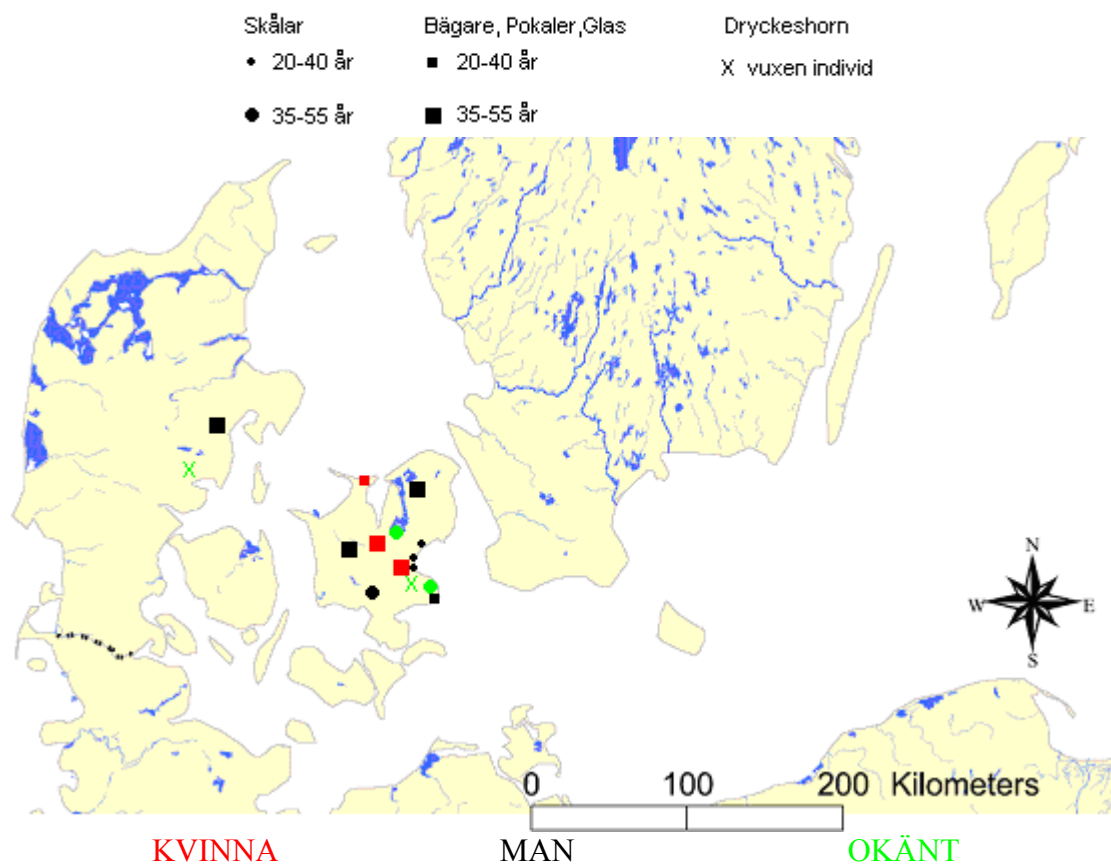 Skålar Bägare, Pokaler,Glas Dryckeshorn
20-40 år 20-40 år X vuxen individ
35-55 år 35-55 år
X
X
N
W E
S
0 100 200 Kilometers
KVINNA MAN OKÄNT